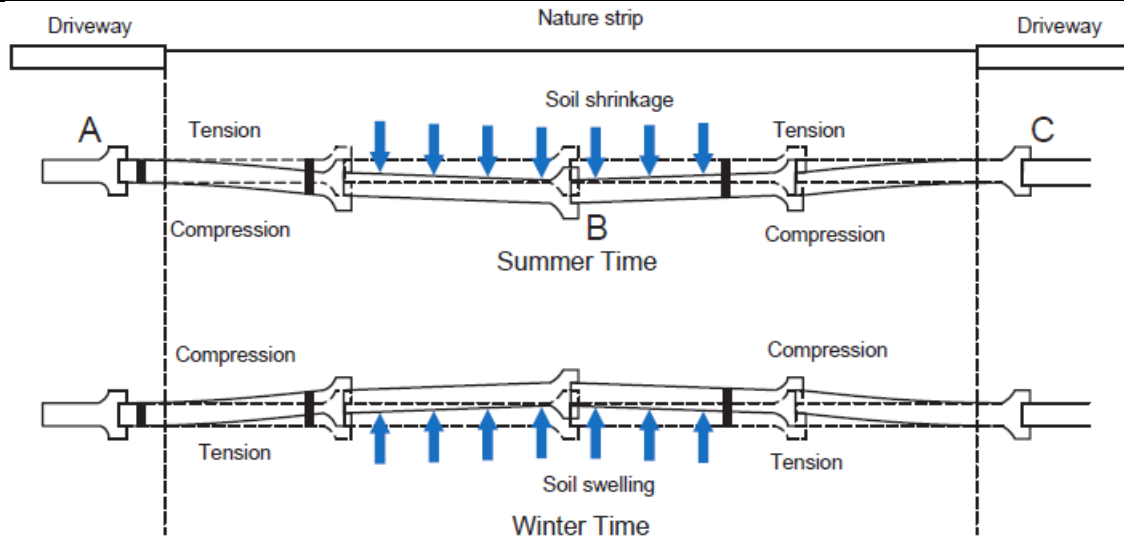 Driveway
Nature strip
Driveway
Soil shrinkage
A
Tension
Tension
C
Compression
B
Compression
Summer Time
Compression
Compression
Tension
Tension
Soil swelling
Winter Time